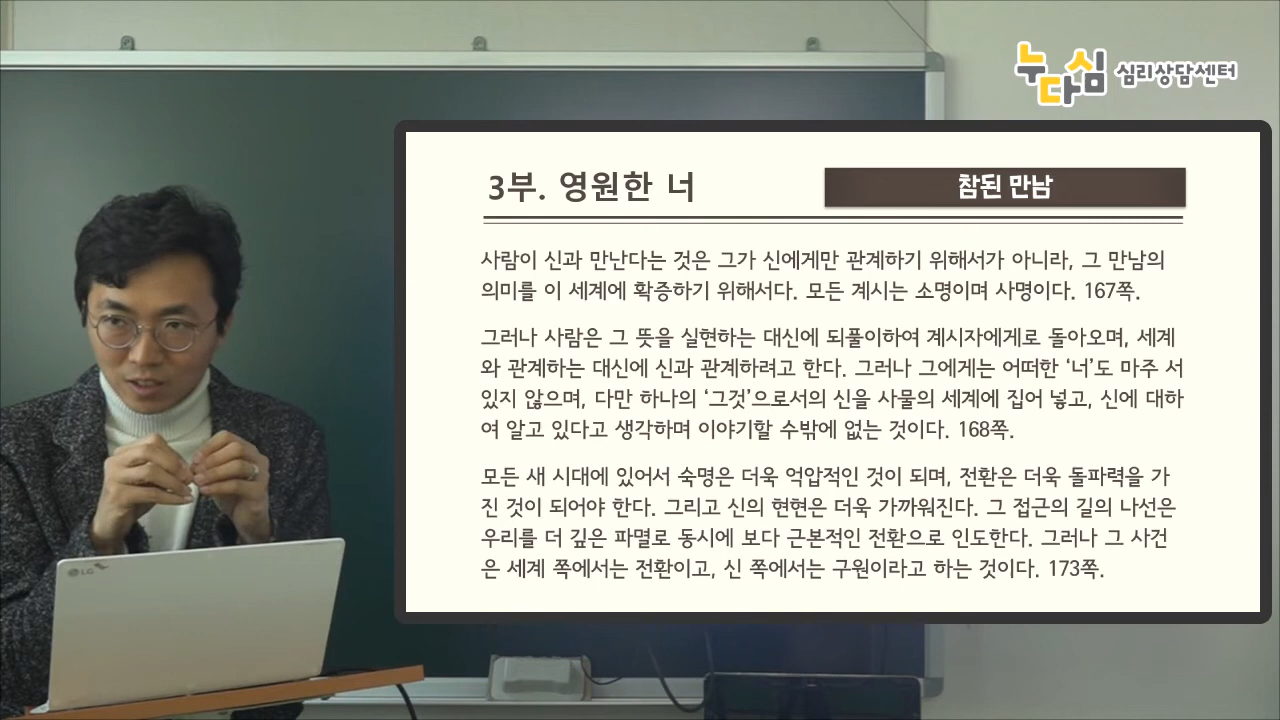 누다심 심리상담센터
3부. 영원한 너
참된 만남
사람이 신과 만난다는 것은 그가 신에게만 관계하기 위해서가 아니라, 그 만남의
의미를 이 세계에 확증하기 위해서다. 모든 계시는 소명이며 사명이다. 167쪽.
그러나 사람은 그 뜻을 실현하는 대신에 되풀이하여 계시자에게로 돌아오며, 세계
와 관계하는 대신에 신과 관계하려고 한다. 그러나 그에게는 어떠한 ‘너’도 마주 서
있지 않으며, 다만 하나의 ‘그것’으로서의 신을 사물의 세계에 집어 넣고, 신에 대하
여 알고 있다고 생각하며 이야기할 수밖에 없는 것이다. 168쪽.
모든 새 시대에 있어서 숙명은 더욱 억압적인 것이 되며, 전환은 더욱 돌파력을 가
진 것이 되어야 한다. 그리고 신의 현현은 더욱 가까워진다. 그 접근의 길의 나선은
우리를 더 깊은 파멸로 동시에 보다 근본적인 전환으로 인도한다. 그러나 그 사건
은 세계 쪽에서는 전환이고, 신 쪽에서는 구원이라고 하는 것이다. 173쪽.
LG